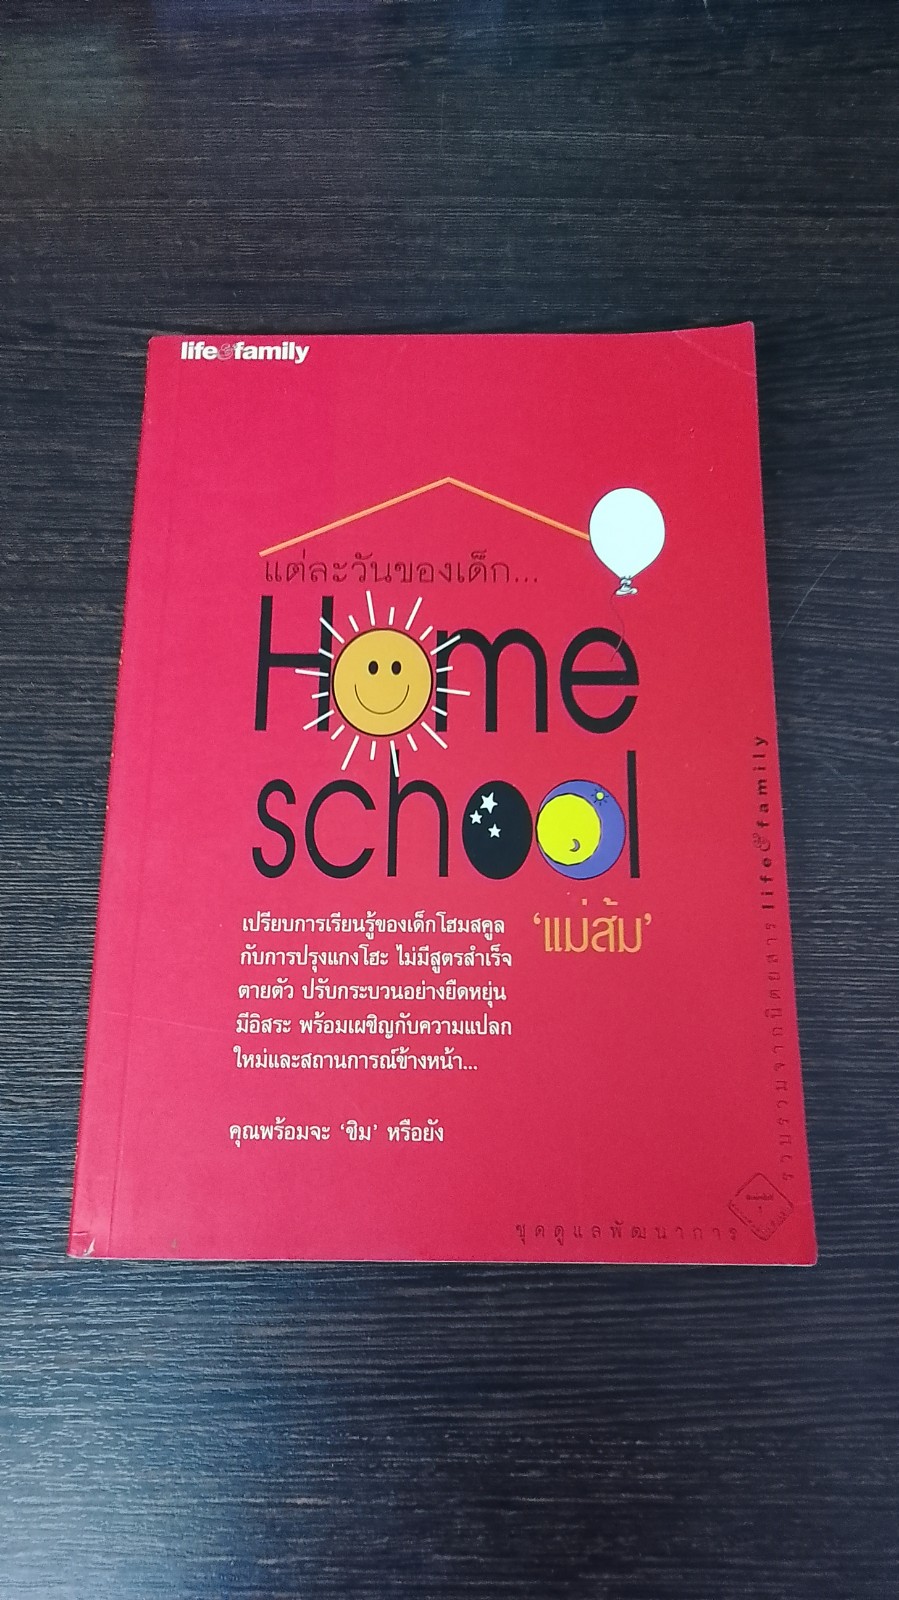 life&family
แต่ละวันของเด็ก...
Home
school
'แม่ส้ม'
เปรียบการเรียนรู้ของเด็กโฮมสคูล
กับการปรุงแกงโฮะ ไม่มีสูตรสำเร็จ
ตายตัว ปรับกระบวนอย่างยืดหยุ่น
มีอิสระ พร้อมเผชิญกับความแปลก
ใหม่และสถานการณ์ข้างหน้า...
คุณพร้อมจะ 'ชิม' หรือยัง
รวบรวมจากนิตยสาร life&family
ชุดดูแลพัฒนาการ